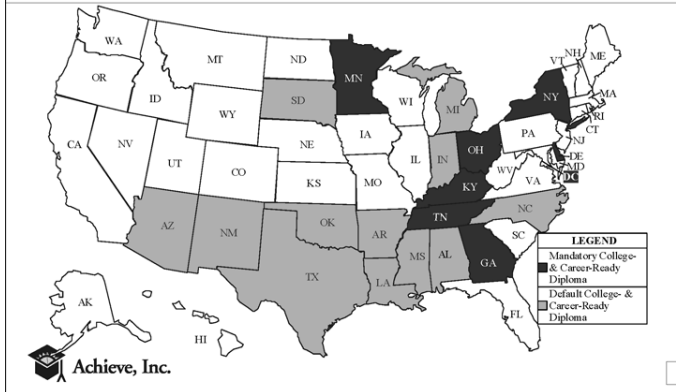 WA
MT
ND
MN
VT
NH
ME
OR
ID
SD
WI
MI
NY
MA
WY
RI
CT
NV
NE
IA
PA
NJ
CA
UT
CO
IL
IN
OH
DE
MD
DC
WV
KS
MO
KY
VA
AZ
NM
OK
AR
TN
NC
SC
TX
LA
MS
AL
GA
LEGEND
Mandatory College-
& Career-Ready
Diploma
Default College- &
Career-Ready
Diploma
AK
HI
FL
Achieve, Inc.